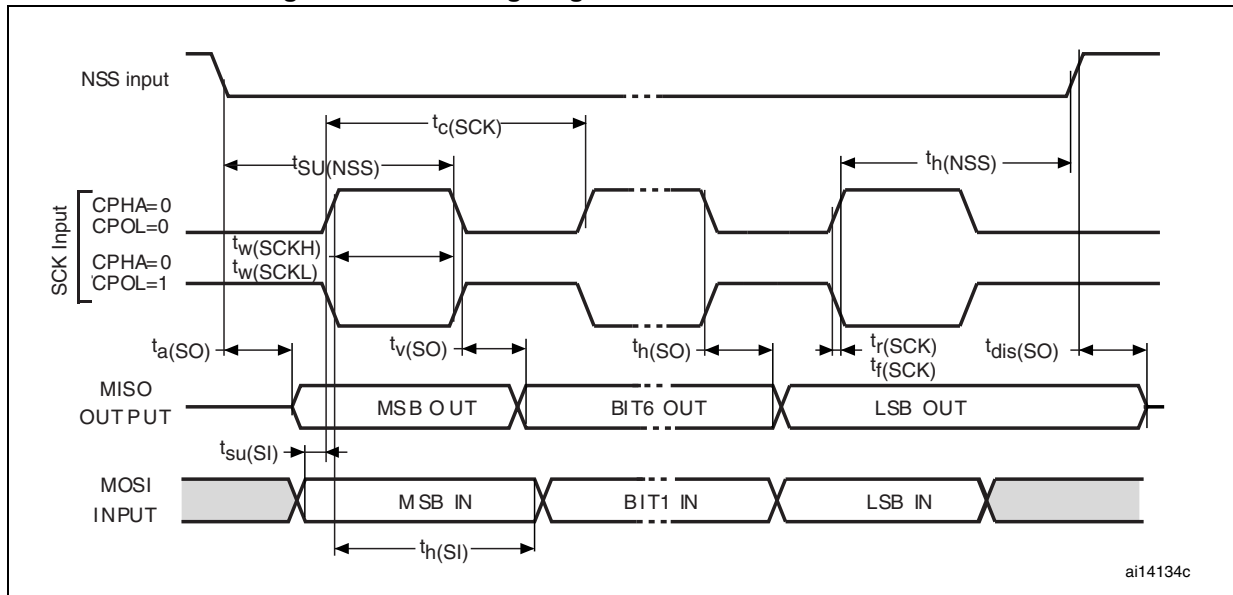 NSS input
tc(SCK)
tSU(NSS)
th(NSS)
SCK Input
CPHA=0
CPOL=0
tw(SCKH)
tw(SCKL)
CPHA=0
CPOL=1
ta(SO)
tv(SO)
th(SO)
tr(SCK)
tf(SCK)
tdis(SO)
MISO
OUTPUT
MSB OUT
BIT6 OUT
LSB OUT
tsu(SI)
MOSI
INPUT
MSB IN
BIT1 IN
LSB IN
th(SI)
ai14134c